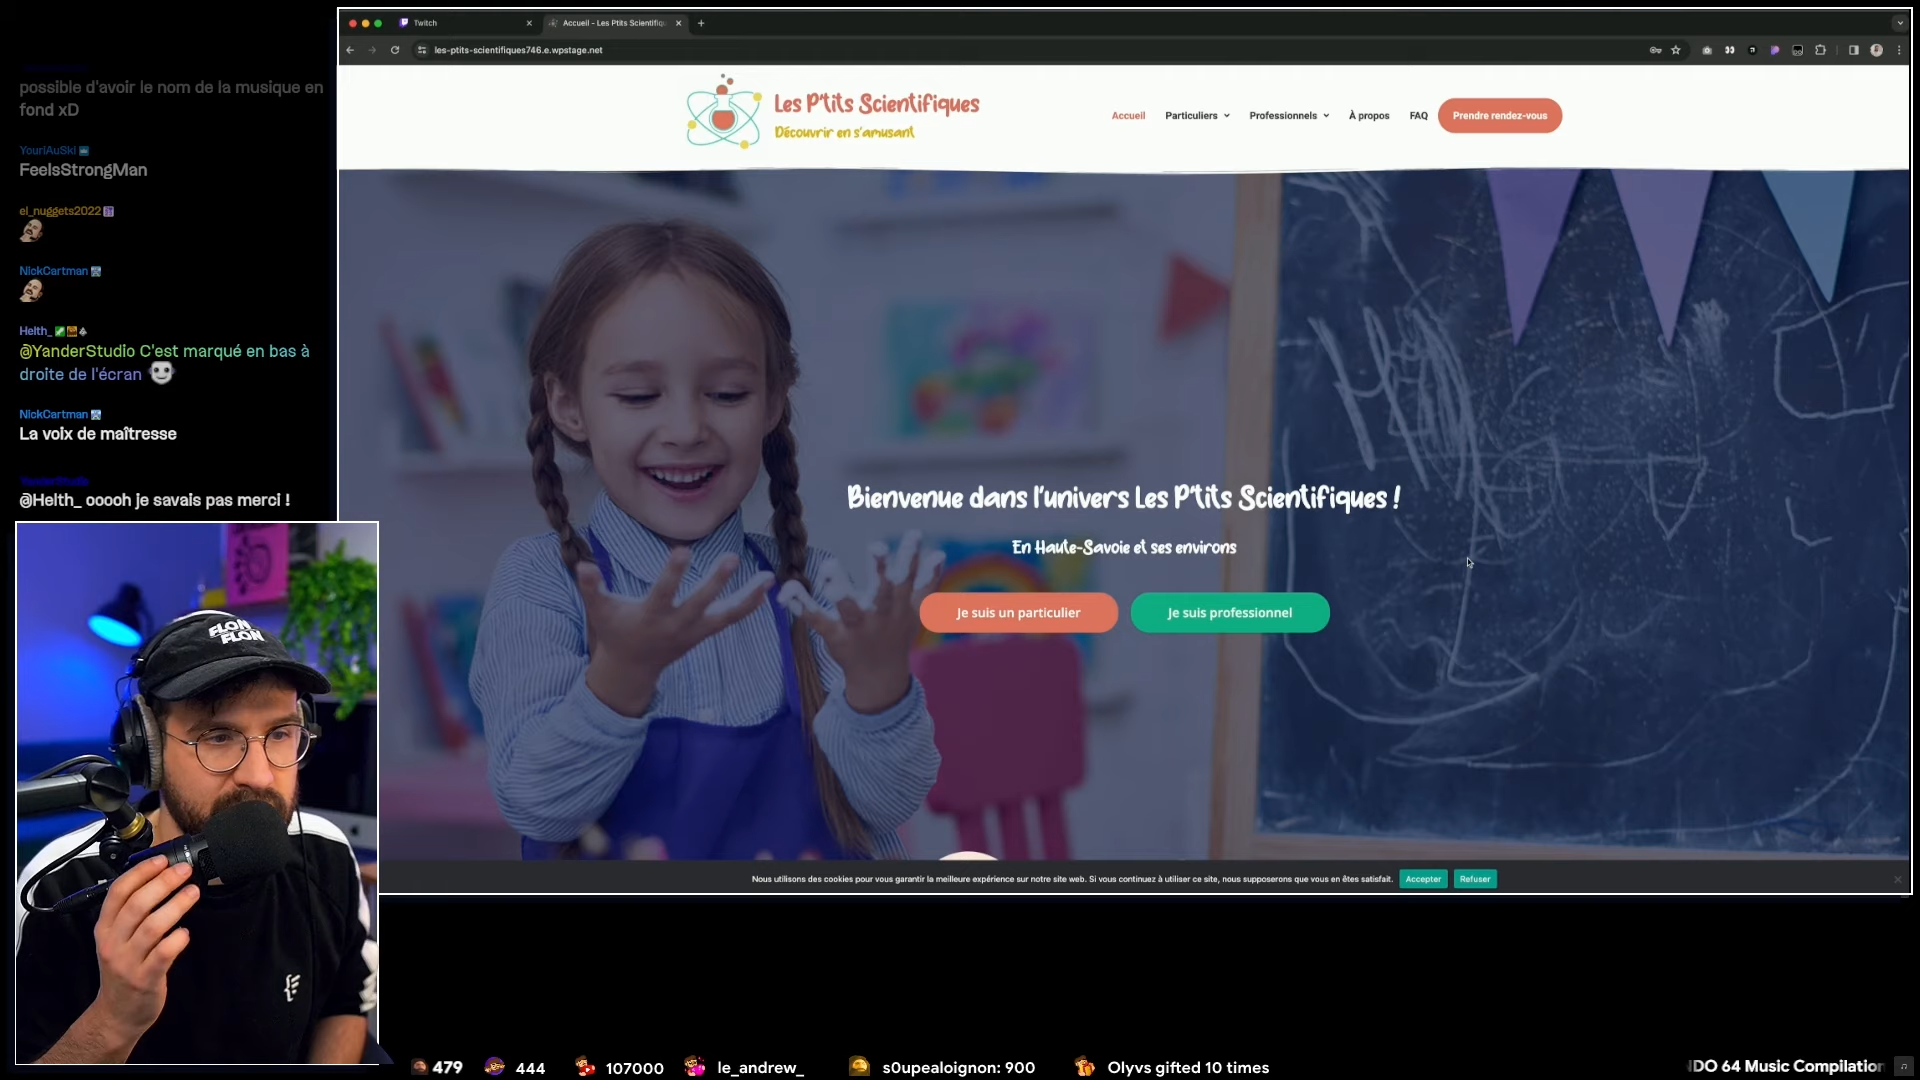 Twitch
Accueil - Les Ptits Scientifiq
les-ptits-scientifiques746.e.wpstage.net
possible d'avoir le nom de la musique en
fond xD
YouriAuSki
FeelsStrongMan
el_nuggets2022
NickCartman
Helth_
@YanderStudio C'est marqué en bas à
droite de l'écran
NickCartman
La voix de maîtresse
YanderStudio
@Helth_ ooooh je savais pas merci !
Les P'tits Scientifiques
Découvrir en s'amusant
Accueil
Particuliers
Professionnels
À propos
FAQ
Prendre rendez-vous
Bienvenue dans l'univers Les P'tits Scientifiques !
En Haute-Savoie et ses environs
Je suis un particulier
Je suis professionnel
Nous utilisons des cookies pour vous garantir la meilleure expérience sur notre site web. Si vous continuez à utiliser ce site, nous supposerons que vous en êtes satisfait.
Accepter
Refuser
FLON
FLON
479
444
107000
le_andrew_
s0upealoignon: 900
Olyvs gifted 10 times
DO 64 Music Compilation